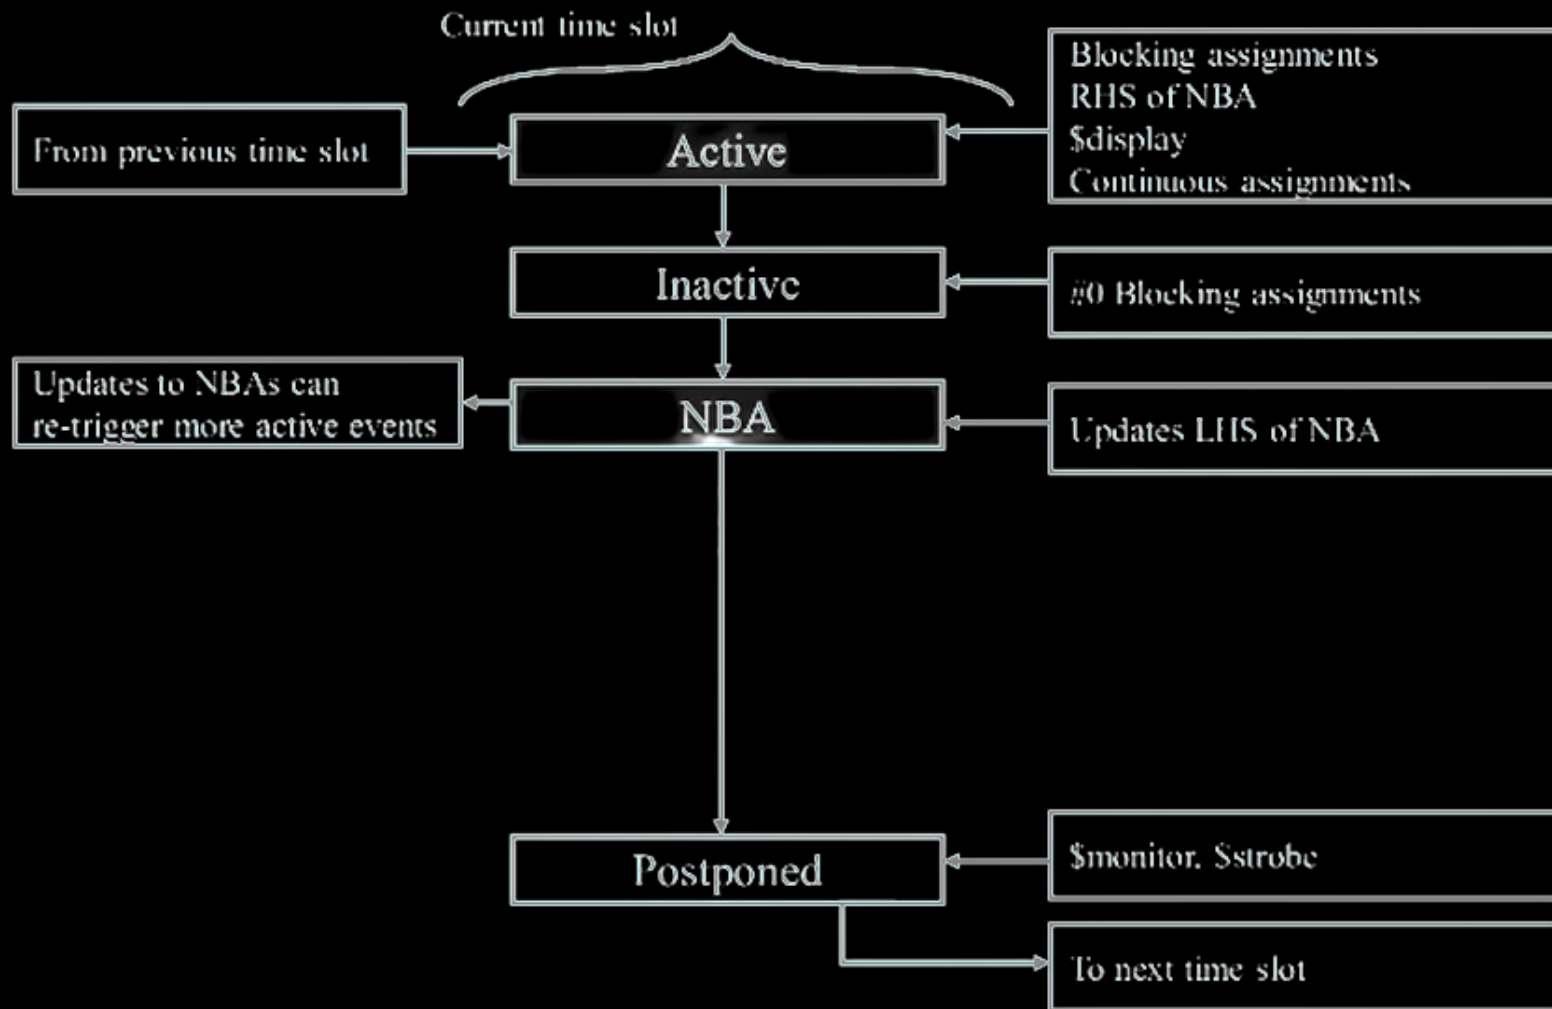 Current time slot
Blocking assignments
RHS of NBA
$display
Continuous assignments
From previous time slot
Active
Inactive
#0 Blocking assignments
Updates to NBAs can
re-trigger more active events
NBA
Updates LHS of NBA
Postponed
$monitor. $strobe
To next time slot